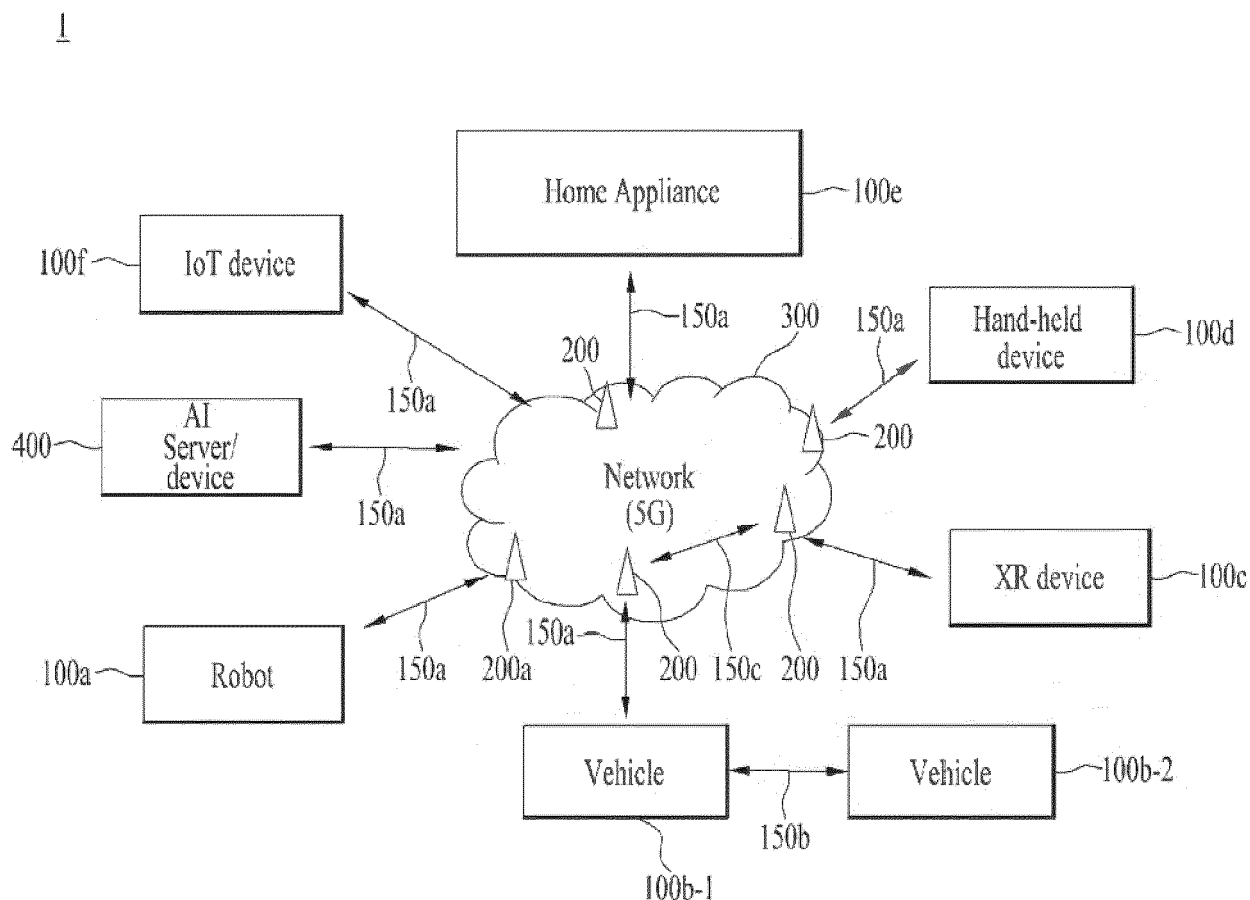 1
Home Appliance
100e
IoT device
100f
150a
300
150a
Hand-held
device
100d
200
150a
AI
Server/
device
400
200
150a
Network
(5G)
XR device
100c
150a
Robot
100a
150a
200a
200
150c
200
150a
Vehicle
Vehicle
100b-2
150b
100b-1